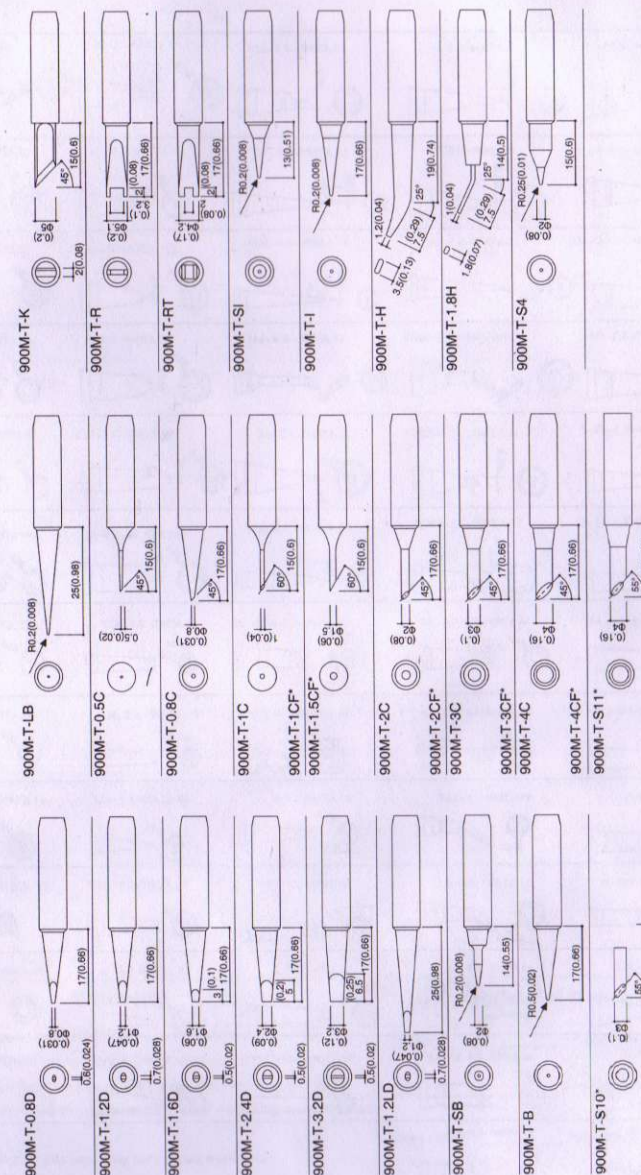 900M-T-0.8D
0.6(0.024)
Φ0.8
(0.031)
17(0.66)
900M-T-1.2D
0.7(0.028)
Φ1.2
(0.047)
17(0.66)
900M-T-1.6D
0.5(0.02)
Φ1.6
(0.06)
3
(0.1)
17(0.66)
900M-T-2.4D
0.5(0.02)
Φ2.4
(0.09)
(0.2)
5
17(0.66)
900M-T-3.2D
0.5(0.02)
Φ3.2
(0.12)
(0.25)
6.5
17(0.66)
900M-T-1.2LD
0.7(0.028)
Φ1.2
(0.047)
25(0.98)
900M-T-SB
Φ2
(0.08)
R0.2(0.008)
14(0.55)
900M-T-B
R0.5(0.02)
17(0.66)
900M-T-S10*
Φ3
(0.1)
55°
900M-T-LB
R0.2(0.008)
25(0.98)
900M-T-0.5C
0.5(0.02)
45°
15(0.6)
900M-T-0.8C
Φ0.8
(0.031)
45°
17(0.66)
900M-T-1C
1(0.04)
60°
15(0.6)
900M-T-1CF*
900M-T-1.5CF*
Φ1.5
(0.06)
60°
15(0.6)
900M-T-2C
Φ2
(0.08)
45°
17(0.66)
900M-T-2CF*
900M-T-3C
Φ3
(0.1)
45°
17(0.66)
900M-T-3CF*
900M-T-4C
Φ4
(0.16)
45°
17(0.66)
900M-T-4CF*
900M-T-S11*
Φ4
(0.16)
55°
900M-T-K
2(0.08)
Φ5
(0.2)
45°
15(0.6)
900M-T-R
Φ5.1
(0.2)
(0.1)
2
(0.08)
17(0.66)
900M-T-RT
Φ4.2
(0.17)
2
(0.08)
2
(0.08)
17(0.66)
900M-T-SI
R0.2(0.008)
13(0.51)
900M-T-I
R0.2(0.008)
17(0.66)
900M-T-H
3.5(0.13)
1.2(0.04)
(0.29)
7.5
25°
19(0.74)
900M-T-1.8H
1.8(0.07)
1(0.04)
(0.29)
7.5
25°
14(0.5)
900M-T-S4
Φ2
(0.08)
R0.25(0.01)
15(0.6)